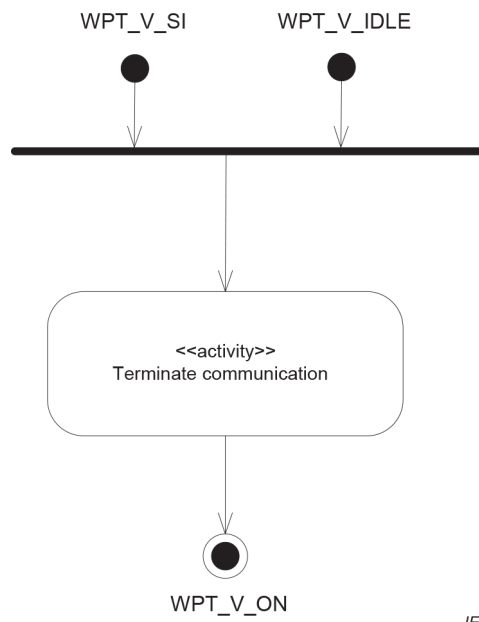 WPT_V_SI
WPT_V_IDLE
<<activity>>
Terminate communication
WPT_V_ON